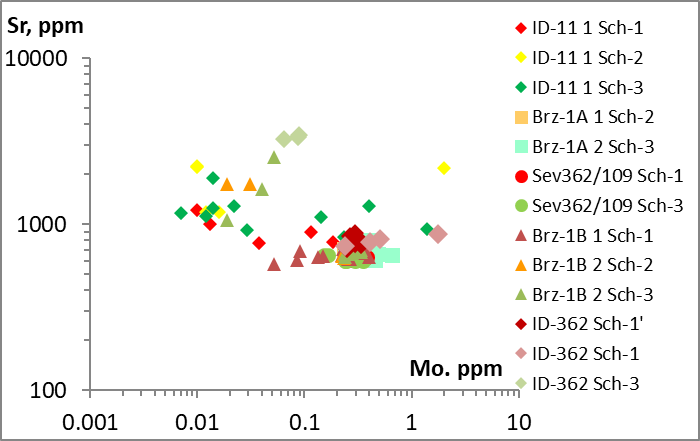 Sr, ppm
10000
1000
100
0.001
0.01
0.1
1
10
Mo. ppm
ID-11 1 Sch-1
ID-11 1 Sch-2
ID-11 1 Sch-3
Brz-1A 1 Sch-2
Brz-1A 2 Sch-3
Sev362/109 Sch-1
Sev362/109 Sch-3
Brz-1B 1 Sch-1
Brz-1B 2 Sch-2
Brz-1B 2 Sch-3
ID-362 Sch-1'
ID-362 Sch-1
ID-362 Sch-3